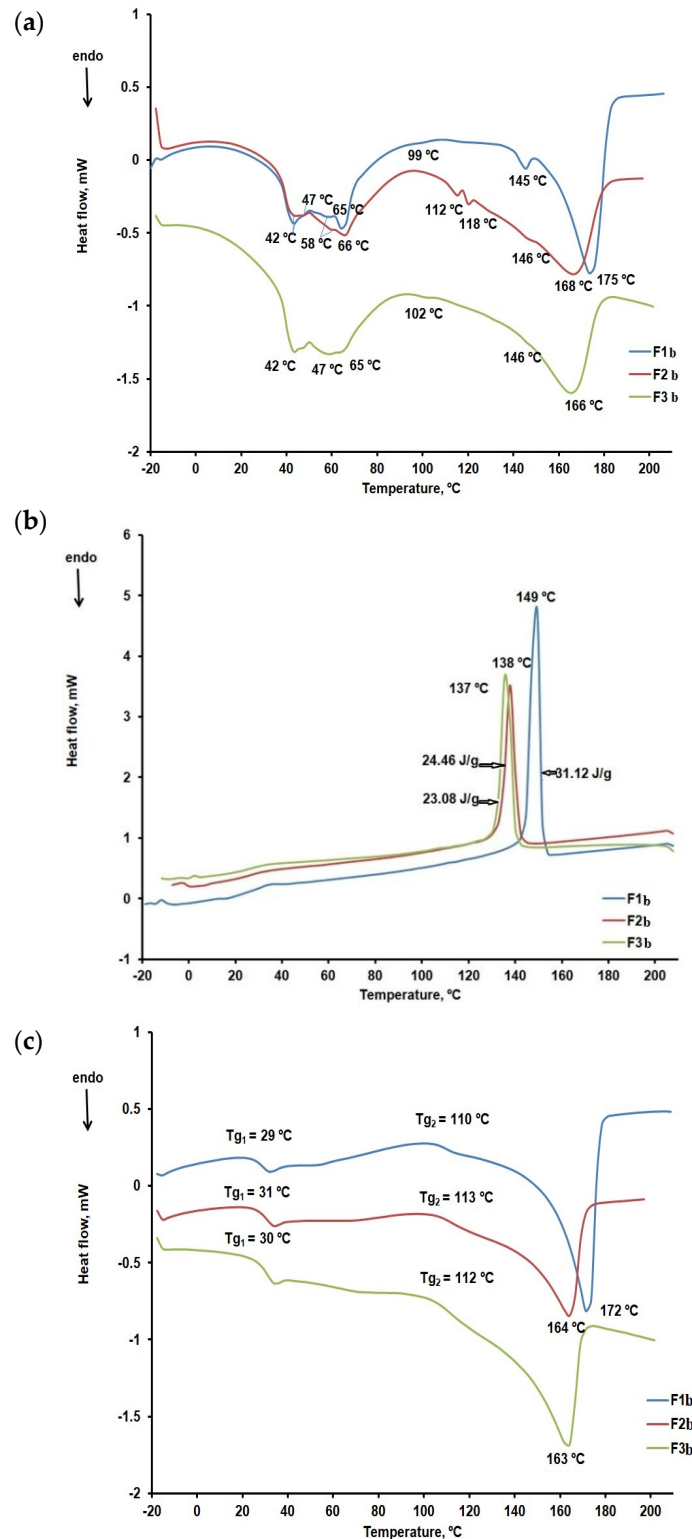 (a)
endo
Heat flow, mW
1
0.5
0
-0.5
-1
-1.5
-2
-20 0 20 40 60 80 100 120 140 160 180 200
Temperature, ºC
99 ºC
145 ºC
47 ºC
65 ºC
112 ºC
118 ºC
42 ºC
58 ºC
66 ºC
146 ºC
168 ºC
175 ºC
102 ºC
42 ºC
47 ºC
65 ºC
146 ºC
166 ºC
F1b
F2 b
F3 b
(b)
endo
Heat flow, mW
6
5
4
3
2
1
0
-1
-20 0 20 40 60 80 100 120 140 160 180 200
Temperature, ºC
149 ºC
138 ºC
137 ºC
24.46 J/g
31.12 J/g
23.08 J/g
F1b
F2b
F3b
(c)
endo
Heat flow, mW
1
0.5
0
-0.5
-1
-1.5
-2
-20 0 20 40 60 80 100 120 140 160 180 200
Temperature, ºC
Tg1 = 29 ºC
Tg2 = 110 ºC
Tg1 = 31 ºC
Tg2 = 113 ºC
Tg1 = 30 ºC
Tg2 = 112 ºC
164 ºC
172 ºC
163 ºC
F1b
F2b
F3b